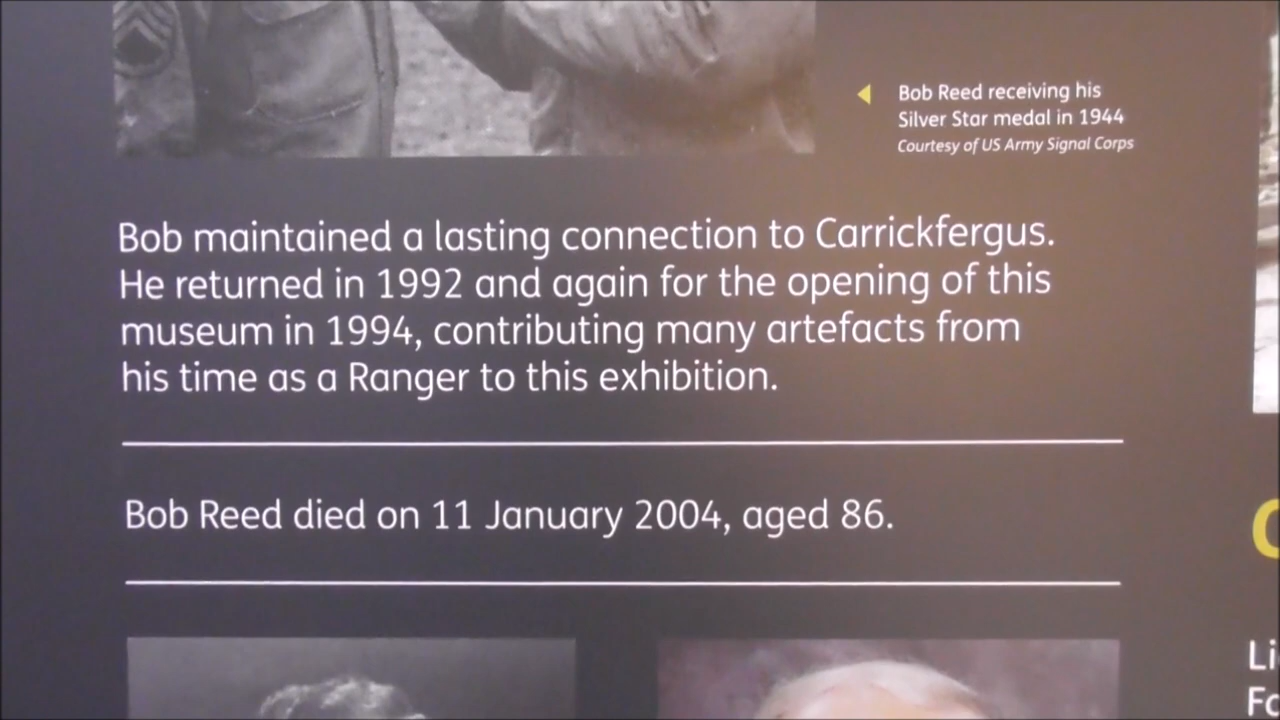 Bob Reed receiving his
Silver Star medal in 1944
Courtesy of US Army Signal Corps
Bob maintained a lasting connection to Carrickfergus.
He returned in 1992 and again for the opening of this
museum in 1994, contributing many artefacts from
his time as a Ranger to this exhibition.
Bob Reed died on 11 January 2004, aged 86.